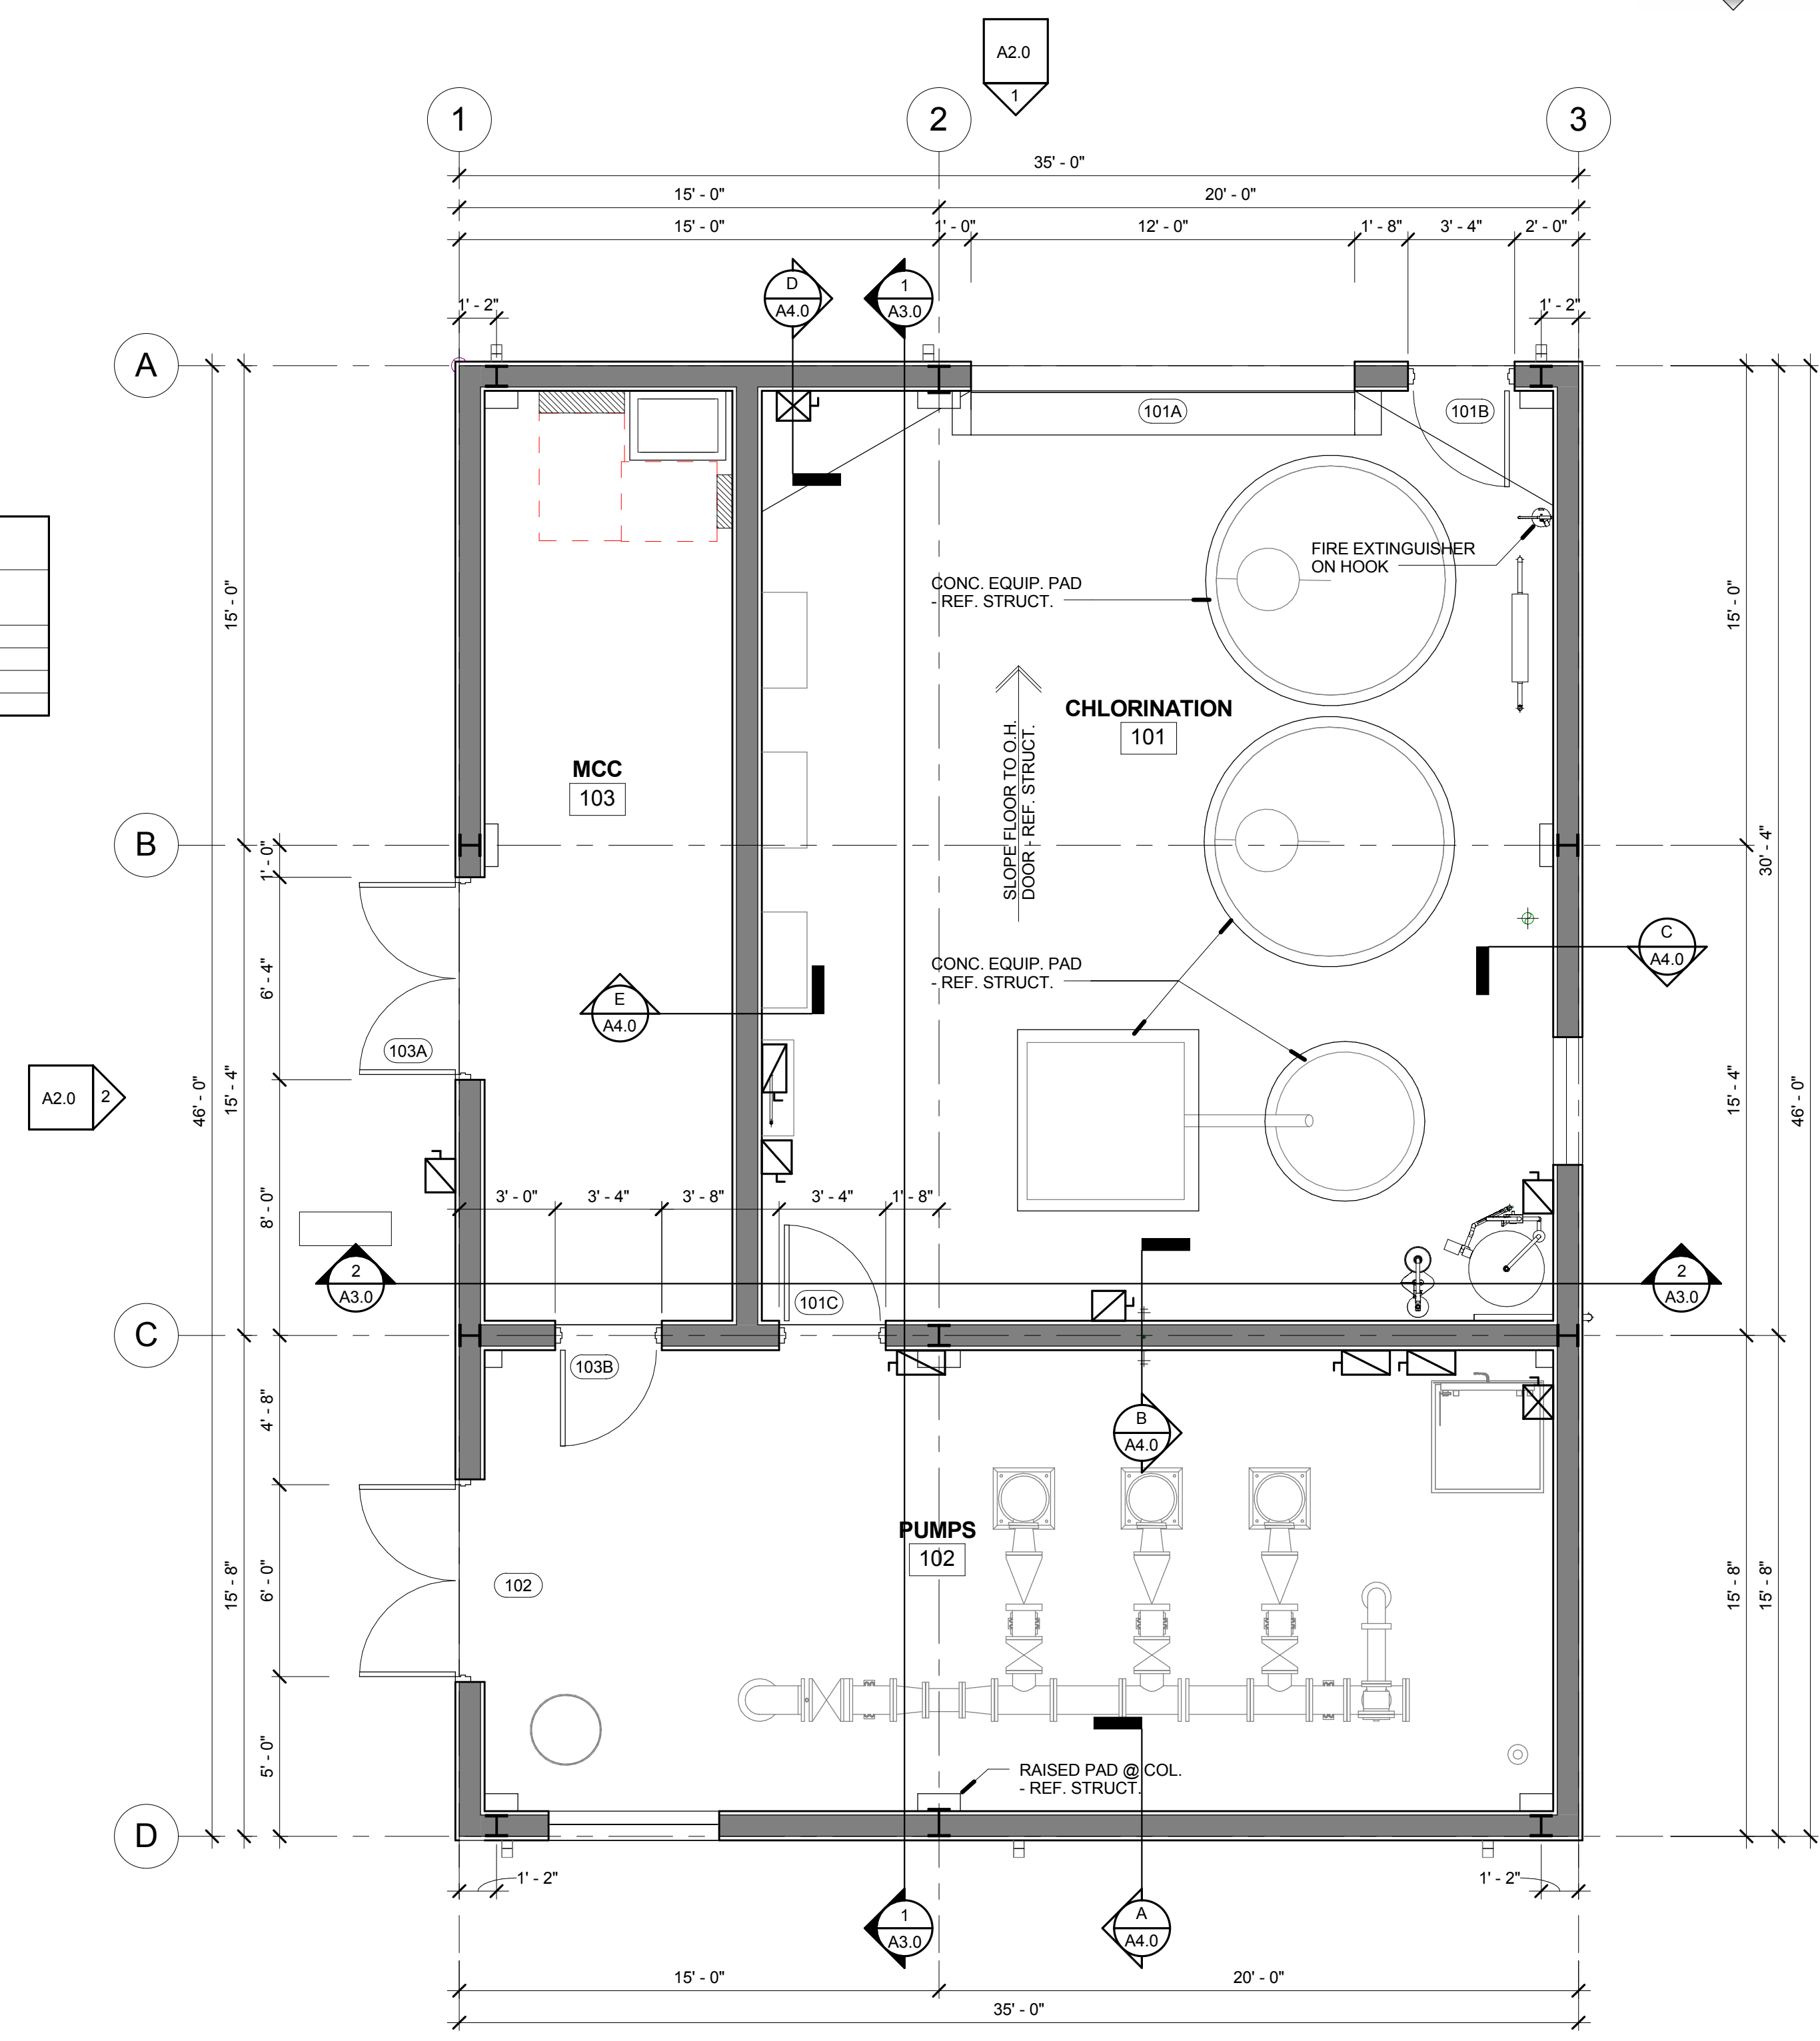 A2.0
1
1
2
3
35' - 0"
15' - 0"
20' - 0"
15' - 0"
1' - 0"
12' - 0"
1' - 8"
3' - 4"
2' - 0"
1' - 2"
D
A4.0
1
A3.0
1' - 2"
A
101A
101B
FIRE EXTINGUISHER
ON HOOK
CONC. EQUIP. PAD
- REF. STRUCT.
15' - 0"
15' - 0"
CHLORINATION
101
SLOPE FLOOR TO O.H.
DOOR - REF. STRUCT.
MCC
103
B
1' - 0"
30' - 4"
6' - 4"
C
A4.0
CONC. EQUIP. PAD
- REF. STRUCT.
E
A4.0
103A
A2.0
2
46' - 0"
15' - 4"
15' - 4"
46' - 0"
8' - 0"
3' - 0"
3' - 4"
3' - 8"
3' - 4"
1' - 8"
2
A3.0
2
A3.0
101C
C
103B
4' - 8"
B
A4.0
PUMPS
102
102
15' - 8"
6' - 0"
15' - 8"
15' - 8"
5' - 0"
RAISED PAD @ COL.
- REF. STRUCT.
D
1' - 2"
1' - 2"
1
A3.0
A
A4.0
15' - 0"
20' - 0"
35' - 0"